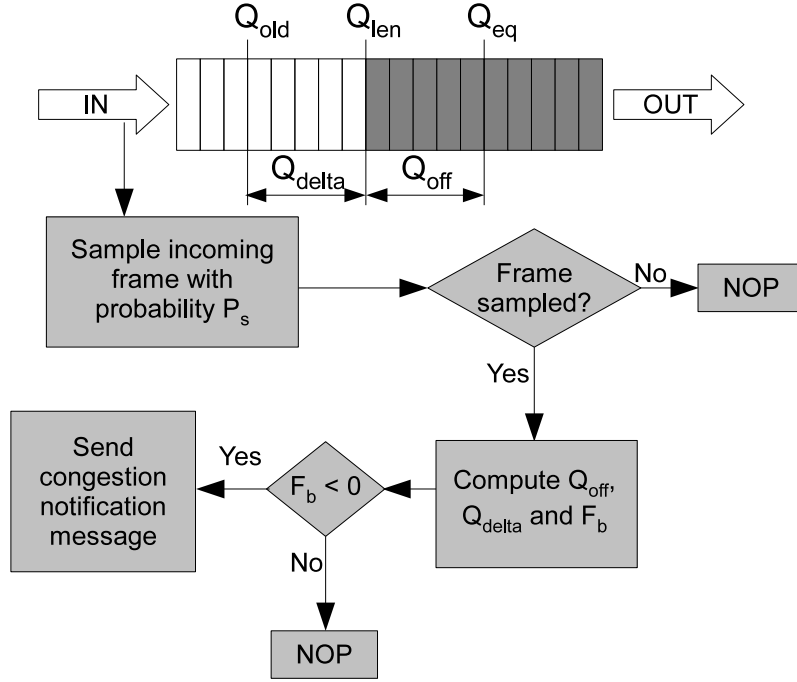 Q_old Q_len Q_eq
IN
OUT
Q_delta Q_off
Sample incoming
frame with
probability P_s
Frame
sampled?
No
NOP
Yes
Compute Q_off,
Q_delta and F_b
F_b < 0
Yes
Send
congestion
notification
message
No
NOP